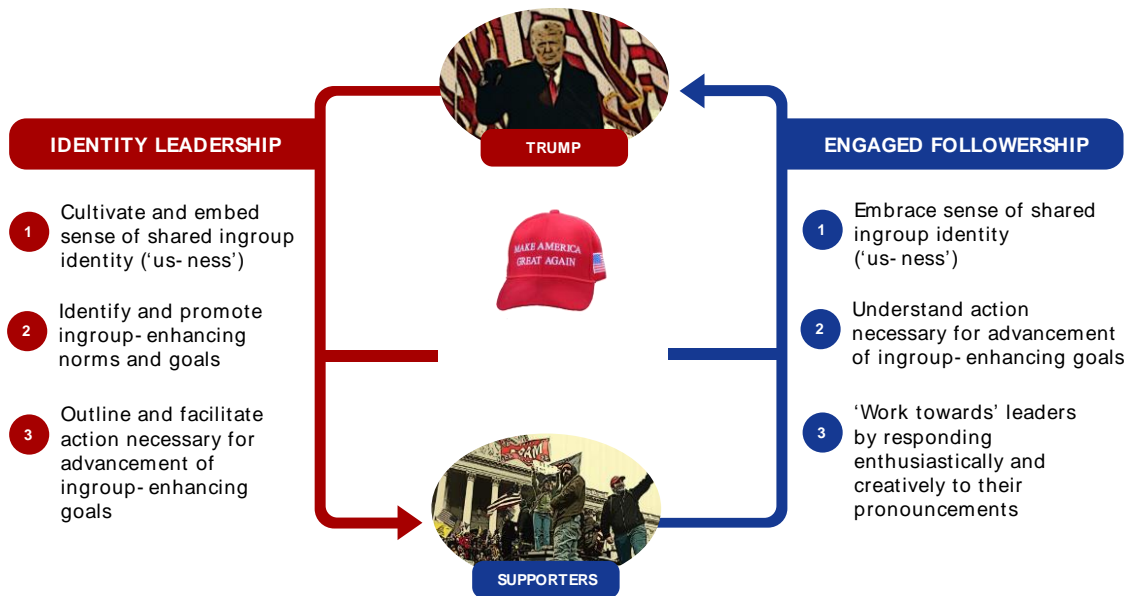 TRUMP
IDENTITY LEADERSHIP
1
Cultivate and embed
sense of shared ingroup
identity (‘us- ness’)
2
Identify and promote
ingroup- enhancing
norms and goals
3
Outline and facilitate
action necessary for
advancement of
ingroup- enhancing
goals
MAKE AMERICA
GREAT AGAIN
ENGAGED FOLLOWERSHIP
1
Embrace sense of shared
ingroup identity
(‘us- ness’)
2
Understand action
necessary for advancement
of ingroup- enhancing goals
3
‘Work towards’ leaders
by responding
enthusiastically and
creatively to their
pronouncements
SUPPORTERS